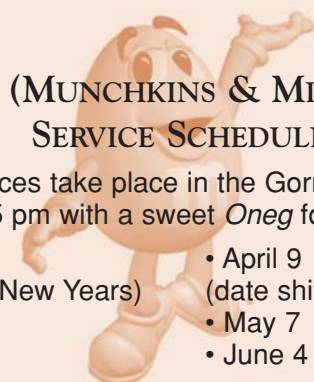 (MUNCHKINS & MI
SERVICE SCHEDUL
ces take place in the Gor
5 pm with a sweet Oneg fo
• April 9
New Years) (date shi
• May 7
• June 4